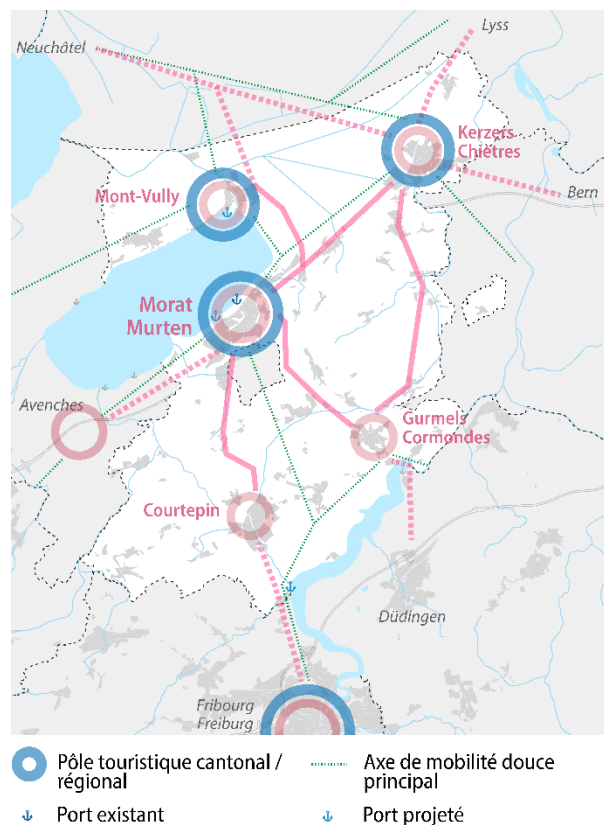 Neuchâtel
Lyss
Kerzers
Chiètres
Mont-Vully
Bern
Morat
Murten
Avenches
Gurmels
Cormondes
Courtepin
Düdingen
Fribourg
Freiburg
Pôle touristique cantonal /
régional
Axe de mobilité douce
principal
Port existant
Port projeté